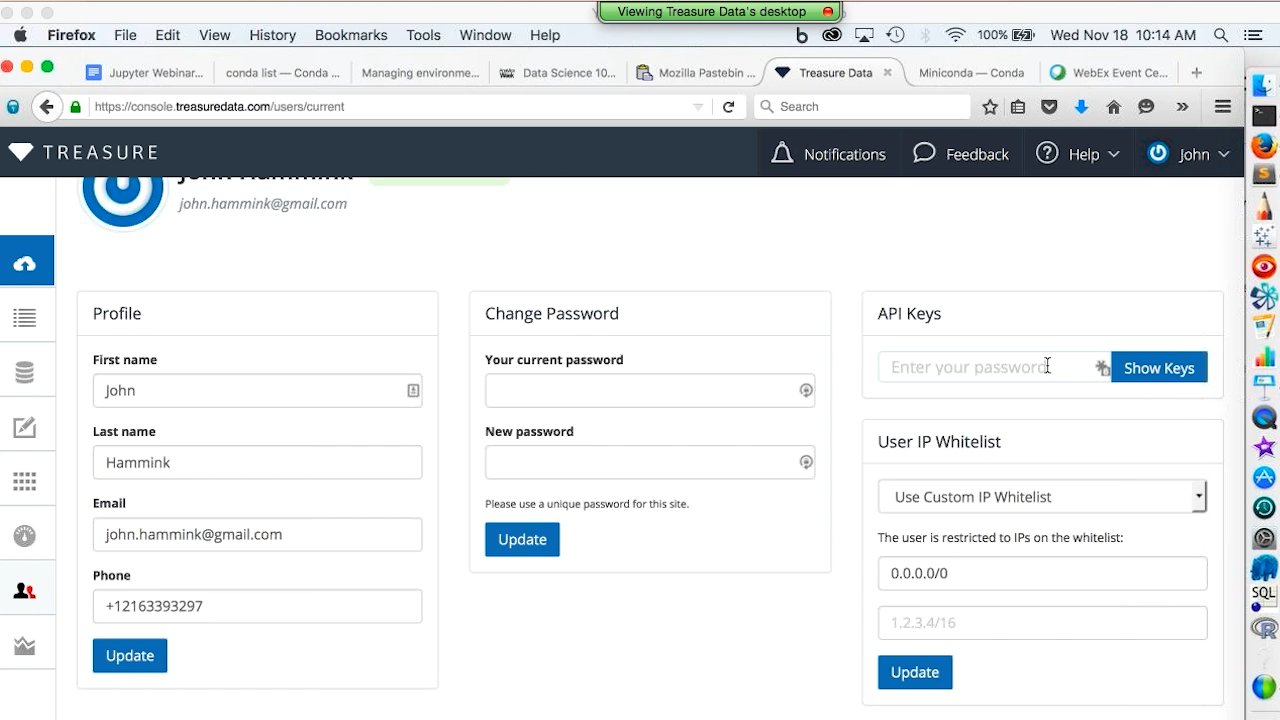 Viewing Treasure Data's desktop
Firefox File Edit View History Bookmarks Tools Window Help b 100% Wed Nov 18 10:14 AM
Jupyter Webinar... conda list — Conda ... Managing environme... Data Science 10... Mozilla Pastebin ... Treasure Data Miniconda — Conda WebEx Event Ce...
https://console.treasuredata.com/users/current Search
TREASURE Notifications Feedback Help John
John Hammink
john.hammink@gmail.com
Profile
First name
John
Last name
Hammink
Email
john.hammink@gmail.com
Phone
+12163393297
Update
Change Password
Your current password
New password
Please use a unique password for this site.
Update
API Keys
Enter your password Show Keys
User IP Whitelist
Use Custom IP Whitelist
The user is restricted to IPs on the whitelist:
0.0.0.0/0
1.2.3.4/16
Update
SQL
R